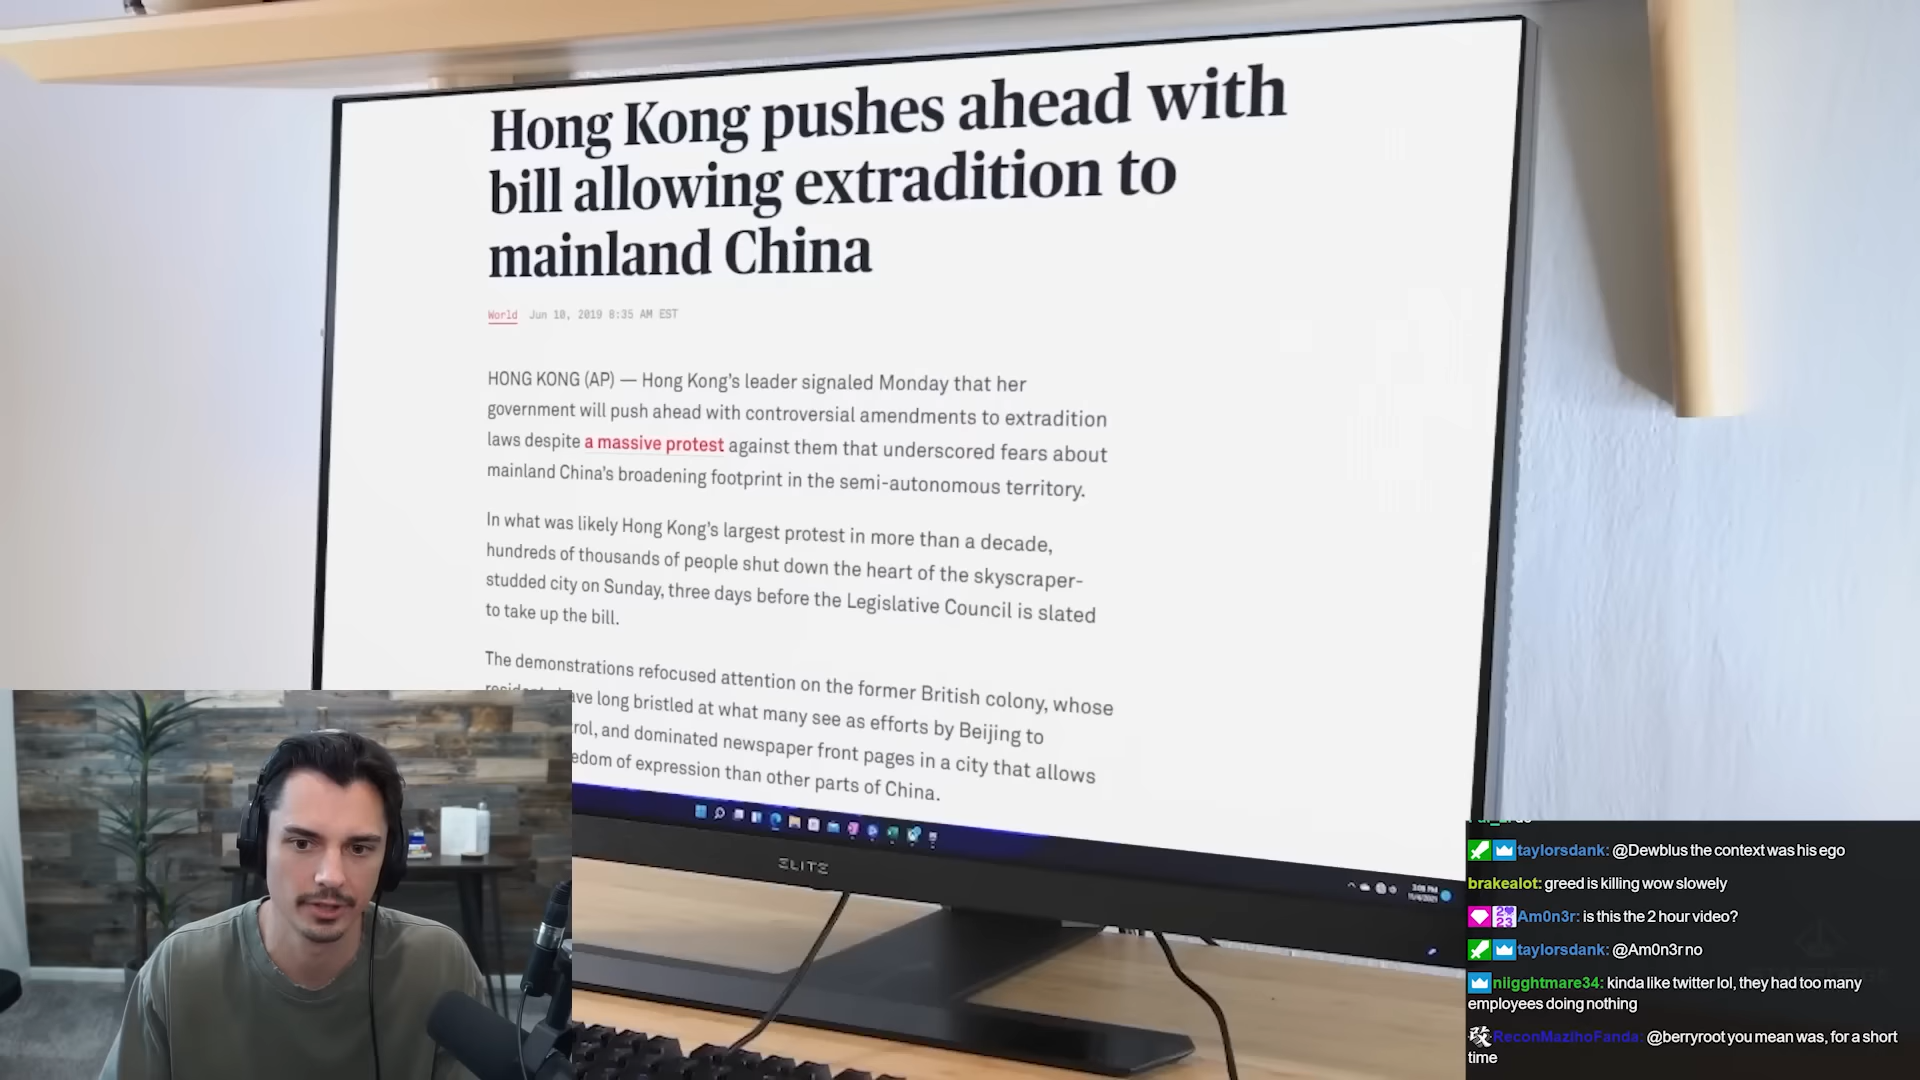 Hong Kong pushes ahead with
bill allowing extradition to
mainland China
World Jun 10, 2019 8:35 AM EST
HONG KONG (AP) — Hong Kong's leader signaled Monday that her
government will push ahead with controversial amendments to extradition
laws despite a massive protest against them that underscored fears about
mainland China's broadening footprint in the semi-autonomous territory.
In what was likely Hong Kong's largest protest in more than a decade,
hundreds of thousands of people shut down the heart of the skyscraper-
studded city on Sunday, three days before the Legislative Council is slated
to take up the bill.
The demonstrations refocused attention on the former British colony, whose
have long bristled at what many see as efforts by Beijing to
and dominated newspaper front pages in a city that allows
of expression than other parts of China.
ELITE
taylorsdank: @Dewblus the context was his ego
brakealot: greed is killing wow slowely
Am0n3r: is this the 2 hour video?
taylorsdank: @Am0n3r no
niigghtmare34: kinda like twitter lol, they had too many
employees doing nothing
ReconMazihoFanda: @berryroot you mean was, for a short
time